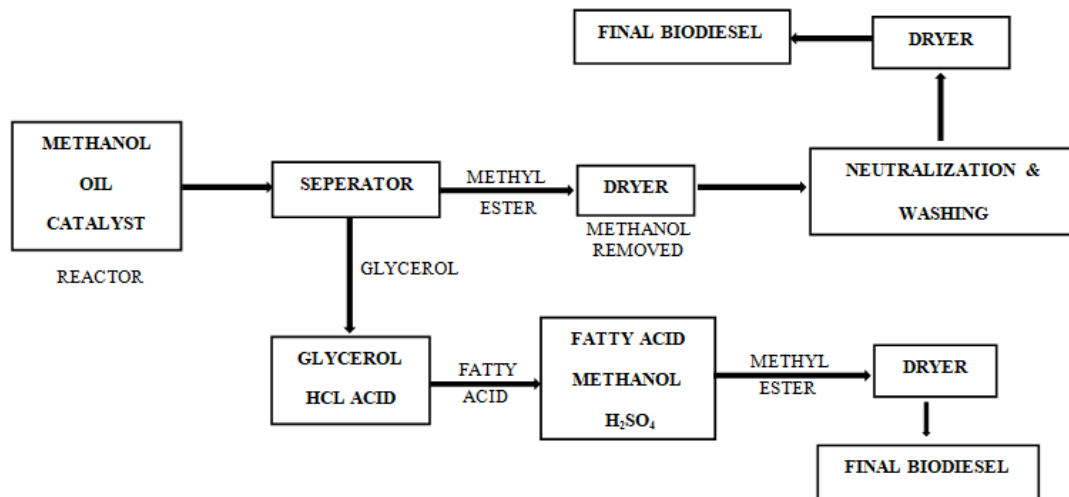 FINAL BIODIESEL
DRYER
METHANOL
OIL
CATALYST
REACTOR
SEPERATOR
METHYL
ESTER
DRYER
METHANOL
REMOVED
NEUTRALIZATION &
WASHING
GLYCEROL
GLYCEROL
HCL ACID
FATTY
ACID
FATTY ACID
METHANOL
H₂SO₄
METHYL
ESTER
DRYER
FINAL BIODIESEL